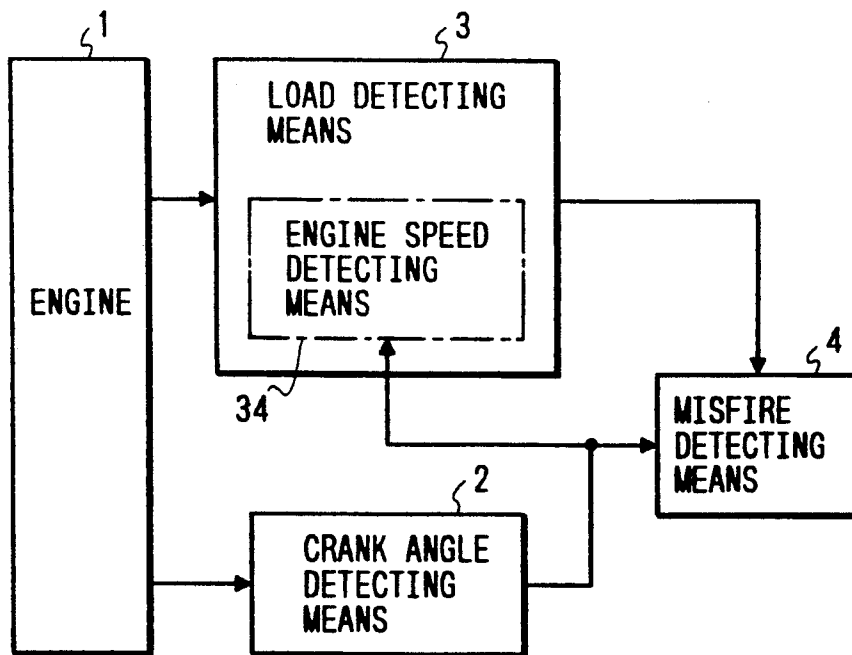 1
3
LOAD DETECTING
MEANS
ENGINE SPEED
DETECTING
MEANS
ENGINE
34
4
MISFIRE
DETECTING
MEANS
2
CRANK ANGLE
DETECTING
MEANS